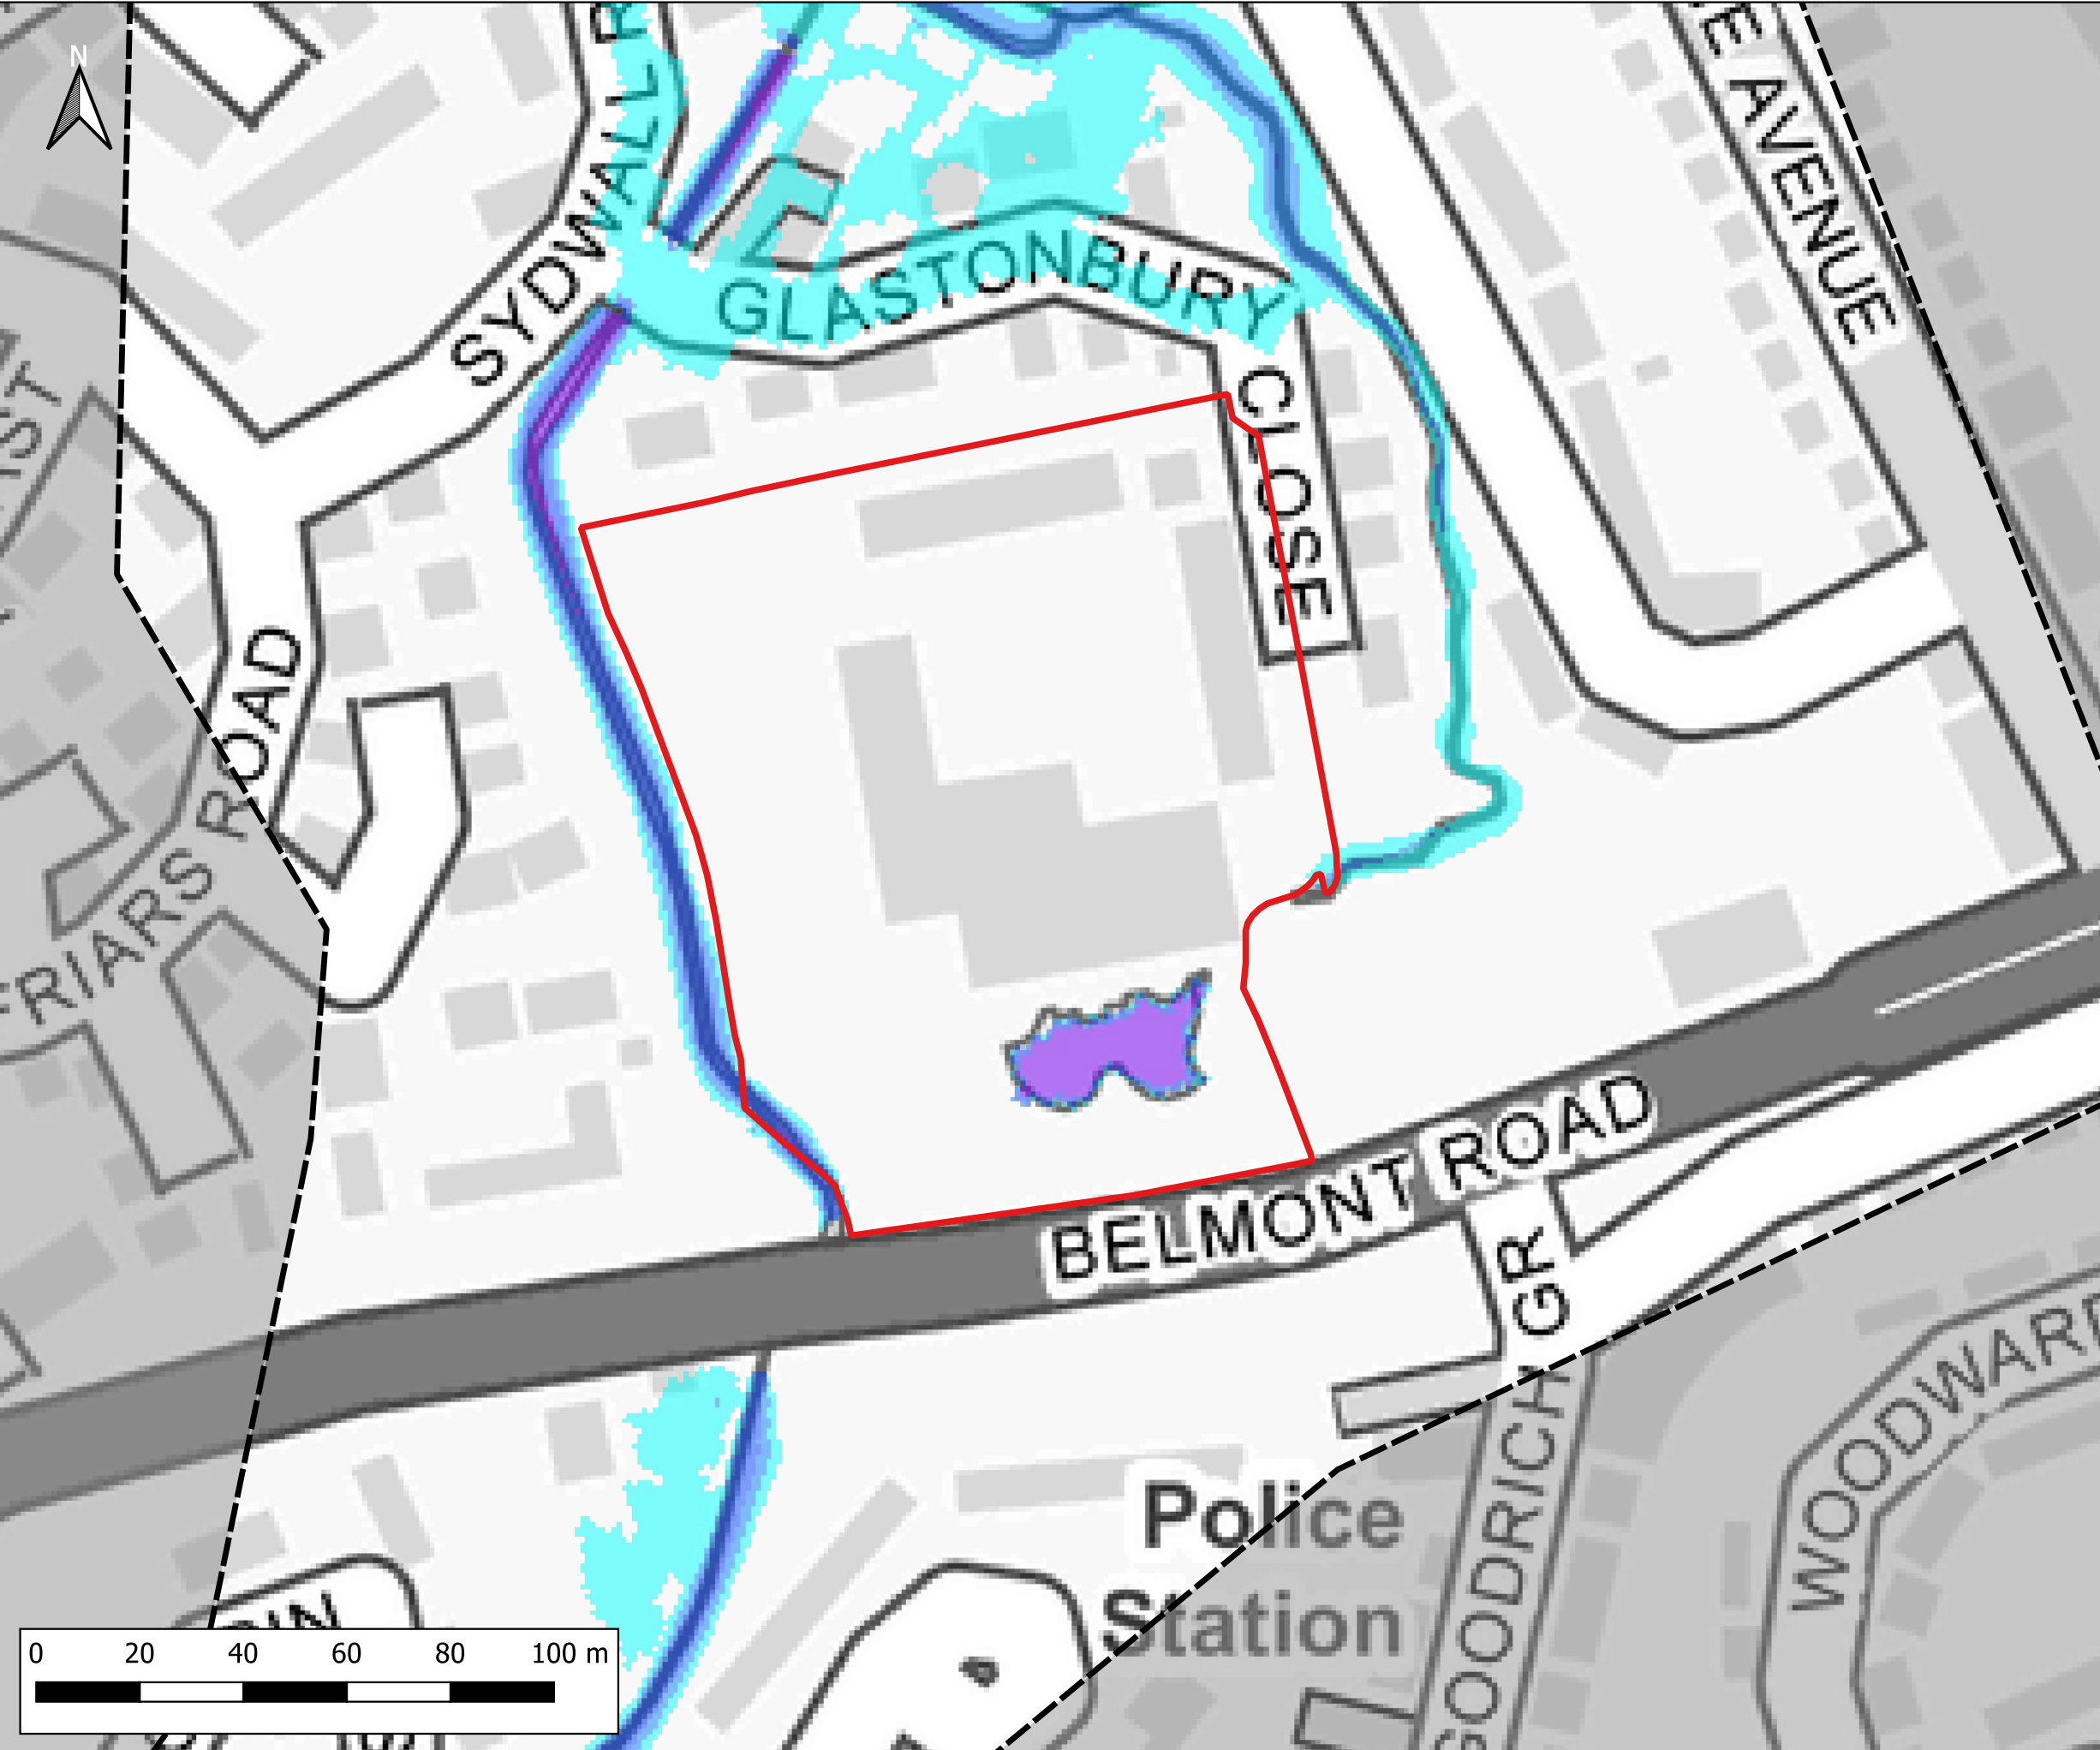 N
SYDWALL R
GLASTONBURY
CLOSE
E AVENUE
FRIARS ROAD
BELMONT ROAD
GR
GOODRICH
WOODWARD
Police
Station
0 20 40 60 80 100 m